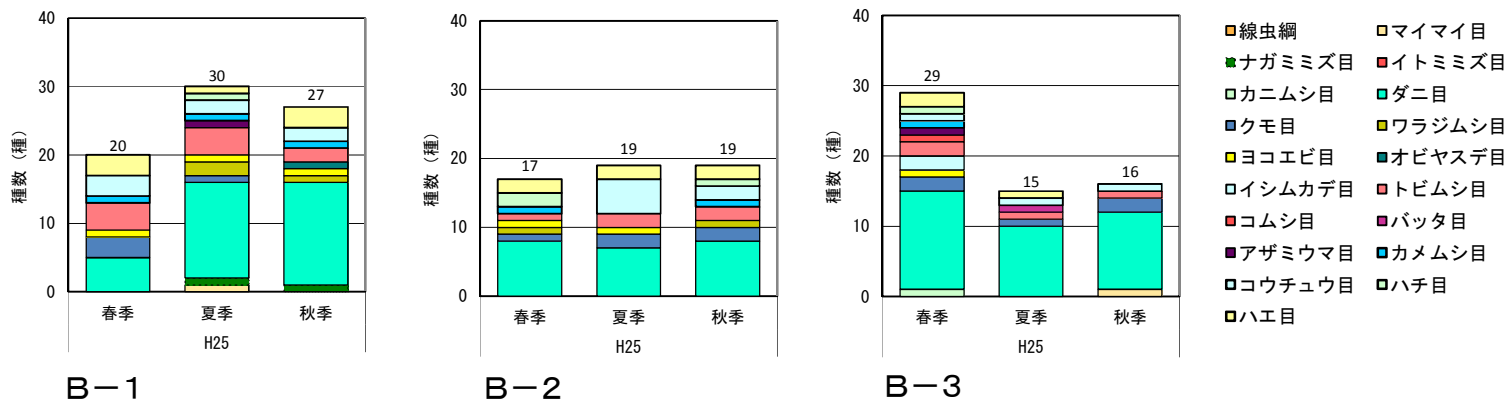 40
30
20
10
0
種数（種）
20
30
27
春季 夏季 秋季
H25
B－1
40
30
20
10
0
種数（種）
17
19
19
春季 夏季 秋季
H25
B－2
40
30
20
10
0
種数（種）
29
15
16
春季 夏季 秋季
H25
B－3
線虫綱 マイマイ目
ナガミミズ目 イトミミズ目
カニムシ目 ダニ目
クモ目 ワラジムシ目
ヨコエビ目 オビヤスデ目
イシムカデ目 トビムシ目
コムシ目 バッタ目
アザミウマ目 カメムシ目
コウチュウ目 ハチ目
ハエ目